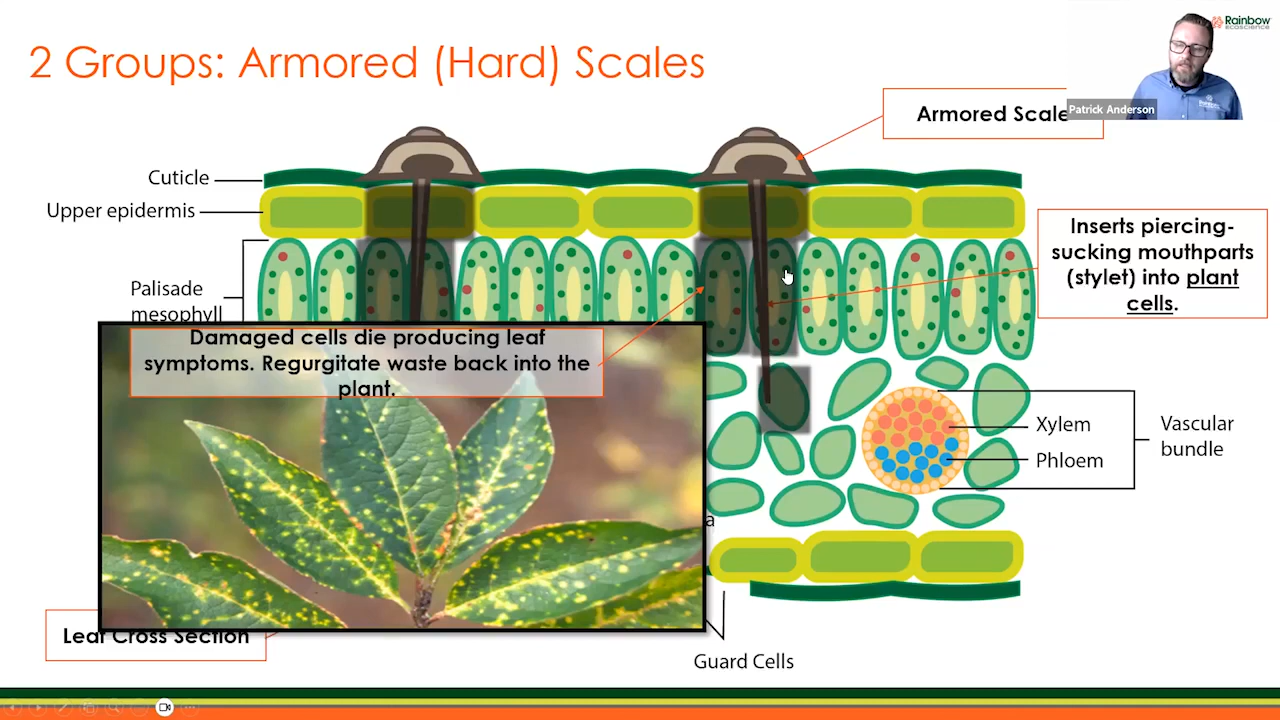 2 Groups: Armored (Hard) Scales
Rainbow
ecoscience
Patrick Anderson
Armored Scale
Cuticle
Upper epidermis
Palisade
mesophyll
Inserts piercing-
sucking mouthparts
(stylet) into plant
cells.
Damaged cells die producing leaf
symptoms. Regurgitate waste back into the
plant.
Xylem
Phloem
Vascular
bundle
a
Leaf Cross Section
Guard Cells